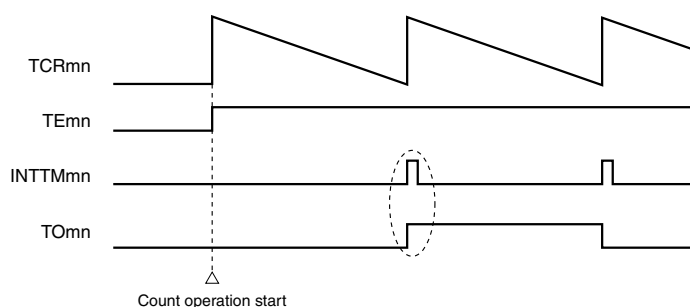 TCRmn
TEmn
INTTMmn
TOmn
Count operation start